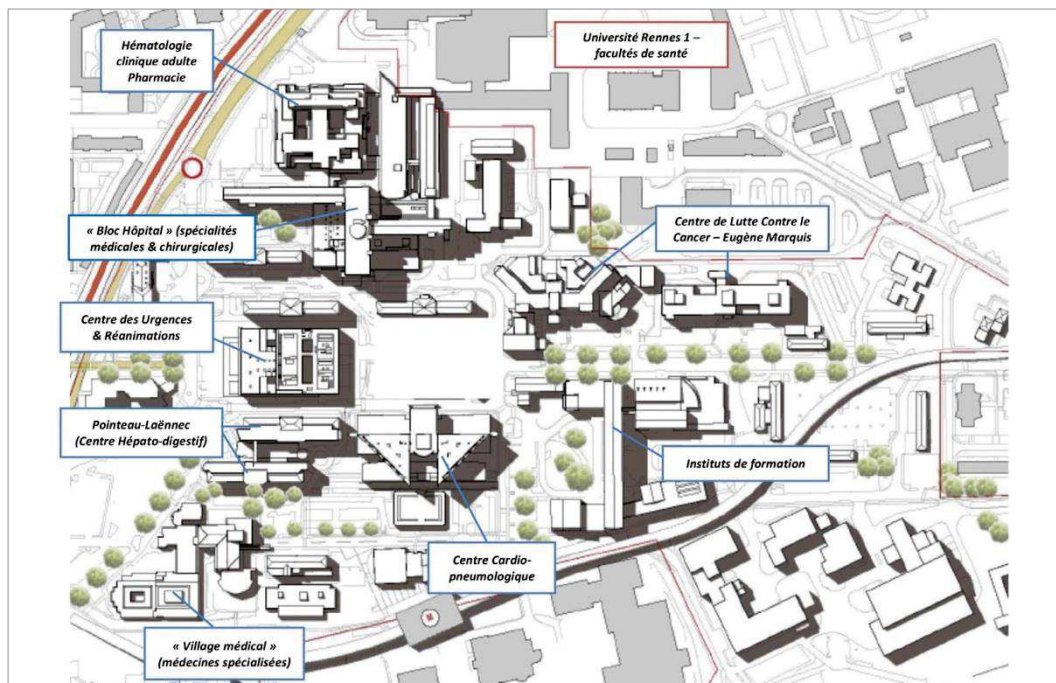 Hématologie
clinique adulte
Pharmacie
Université Rennes 1 –
facultés de santé
« Bloc Hôpital » (spécialités
médicales & chirurgicales)
Centre de Lutte Contre le
Cancer – Eugène Marquis
Centre des Urgences
& Réanimations
Pointeau-Laënnec
(Centre Hépato-digestif)
Instituts de formation
Centre Cardio-
pneumologique
M
« Village médical »
(médecines spécialisées)